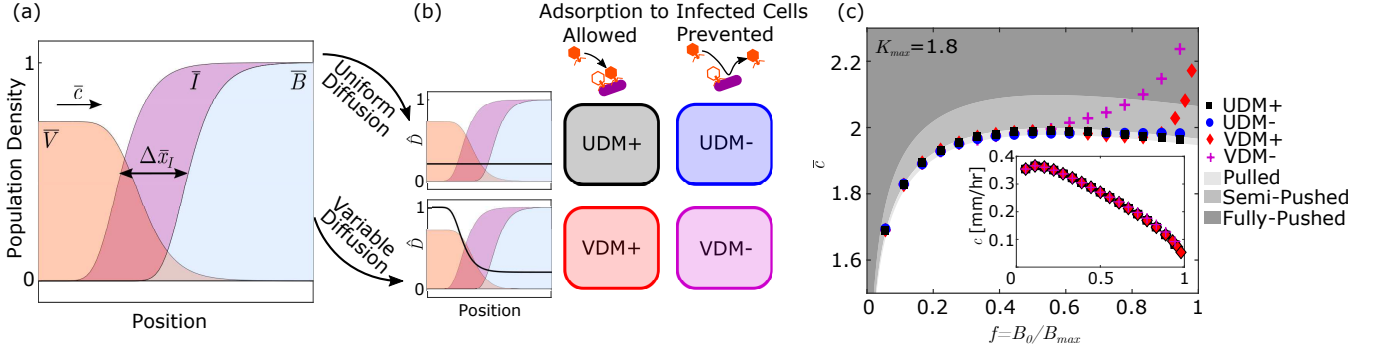 (a)
Population Density
1
0
c̄
V̄
Ī
B̄
Δx̄_I
Position
Uniform
Diffusion
Variable
Diffusion
(b)
Adsorption to Infected Cells
Allowed Prevented
1
0
D̂
UDM+ UDM-
1
0
D̂
VDM+ VDM-
Position
(c)
K_max=1.8
2.2
2
1.8
1.6
c̄
0 0.2 0.4 0.6 0.8 1
f=B_0/B_max
0.4
0.3
0.2
0.1
c [mm/hr]
0 0.5 1
UDM+
UDM-
VDM+
VDM-
Pulled
Semi-Pushed
Fully-Pushed